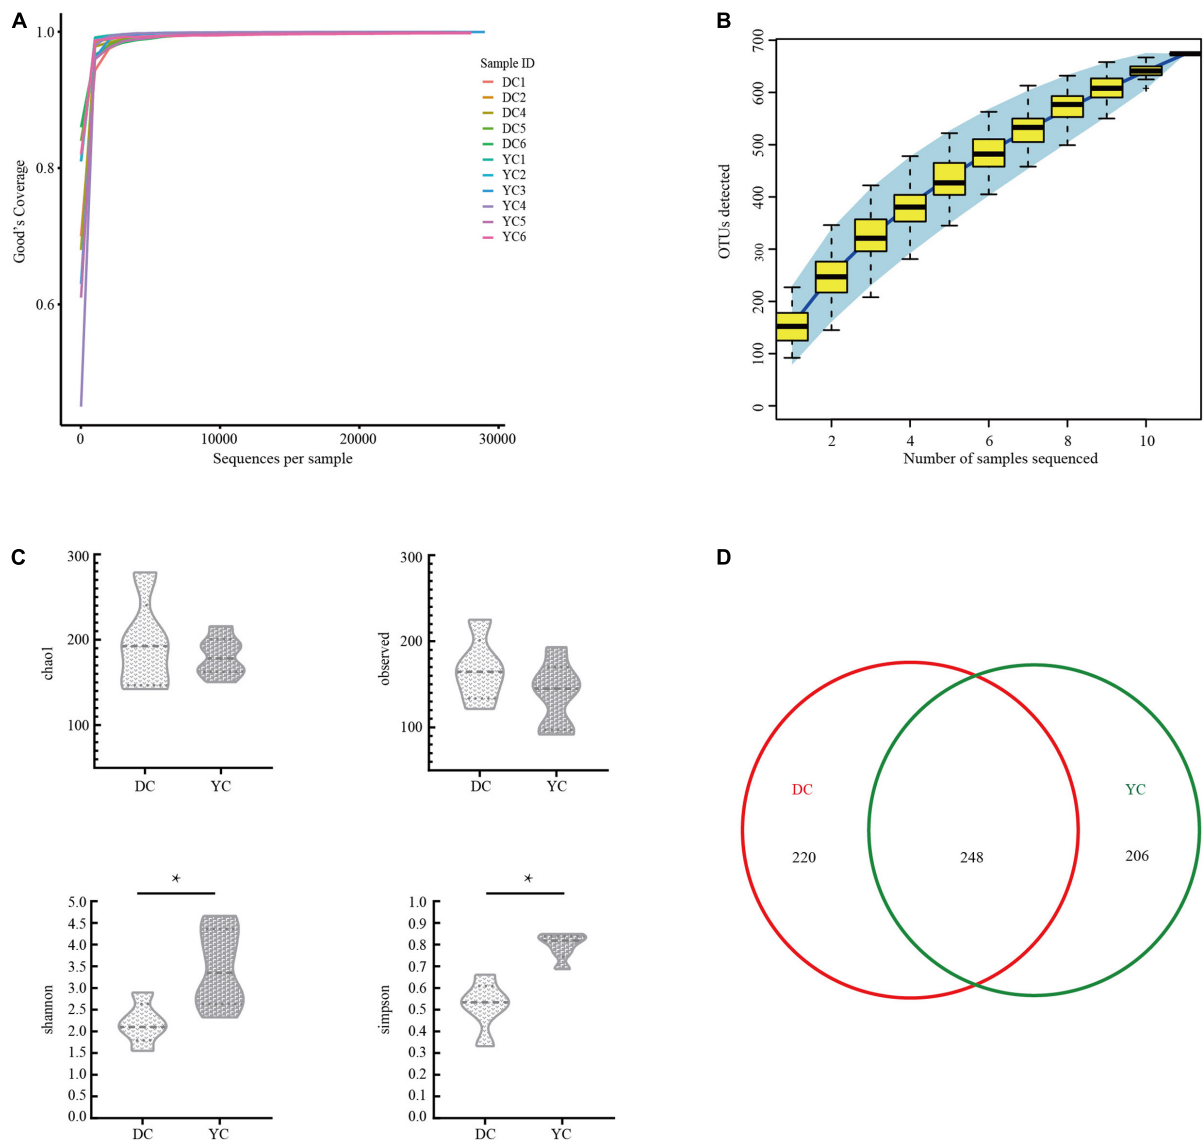 A
1.0
0.8
0.6
Good's Coverage
0
10000
20000
30000
Sequences per sample
Sample ID
DC1
DC2
DC4
DC5
DC6
YC1
YC2
YC3
YC4
YC5
YC6
B
700
600
500
400
300
200
100
0
OTUs detected
2
4
6
8
10
Number of samples sequenced
C
300
200
100
chao1
DC
YC
300
200
100
observed
DC
YC
*
5.0
4.5
4.0
3.5
3.0
2.5
2.0
1.5
1.0
0.5
0.0
shannon
DC
YC
*
1.0
0.9
0.8
0.7
0.6
0.5
0.4
0.3
0.2
0.1
0.0
simpson
DC
YC
D
DC
YC
220
248
206